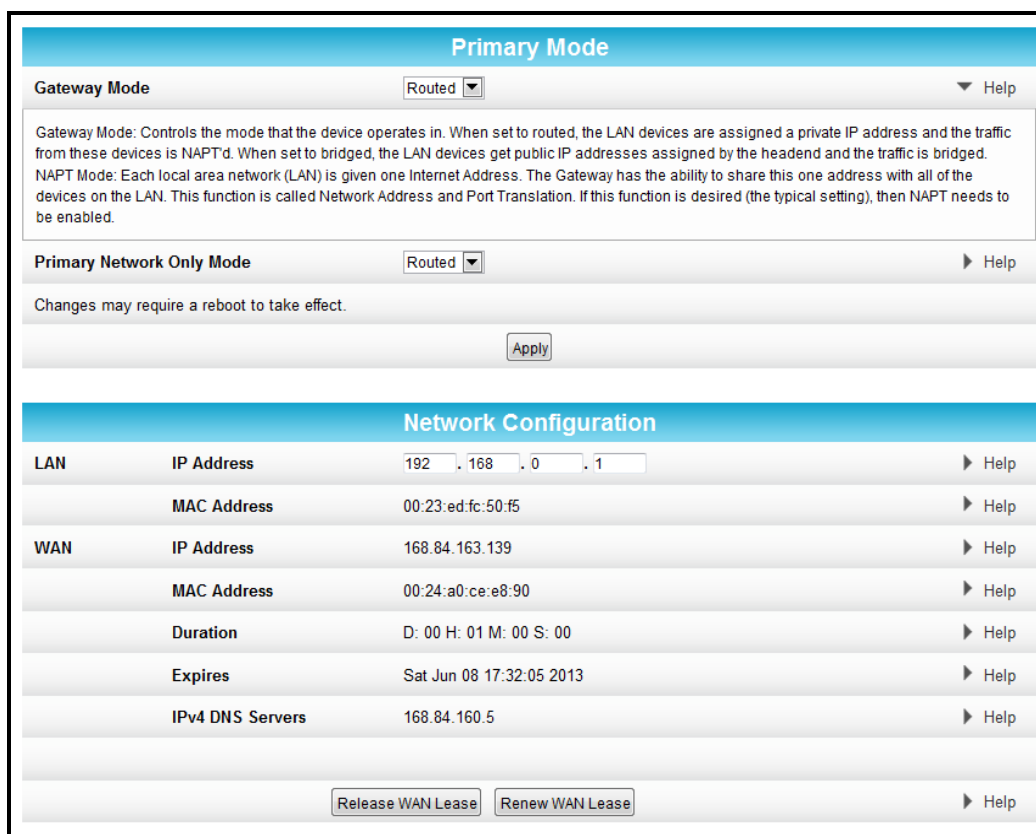 Primary Mode
Gateway Mode Routed Help
Gateway Mode: Controls the mode that the device operates in. When set to routed, the LAN devices are assigned a private IP address and the traffic
from these devices is NAPT'd. When set to bridged, the LAN devices get public IP addresses assigned by the headend and the traffic is bridged.
NAPT Mode: Each local area network (LAN) is given one Internet Address. The Gateway has the ability to share this one address with all of the
devices on the LAN. This function is called Network Address and Port Translation. If this function is desired (the typical setting), then NAPT needs to
be enabled.
Primary Network Only Mode Routed Help
Changes may require a reboot to take effect.
Apply
Network Configuration
LAN IP Address 192 . 168 . 0 . 1 Help
MAC Address 00:23:ed:fc:50:f5 Help
WAN IP Address 168.84.163.139 Help
MAC Address 00:24:a0:ce:e8:90 Help
Duration D: 00 H: 01 M: 00 S: 00 Help
Expires Sat Jun 08 17:32:05 2013 Help
IPv4 DNS Servers 168.84.160.5 Help
Release WAN Lease Renew WAN Lease Help